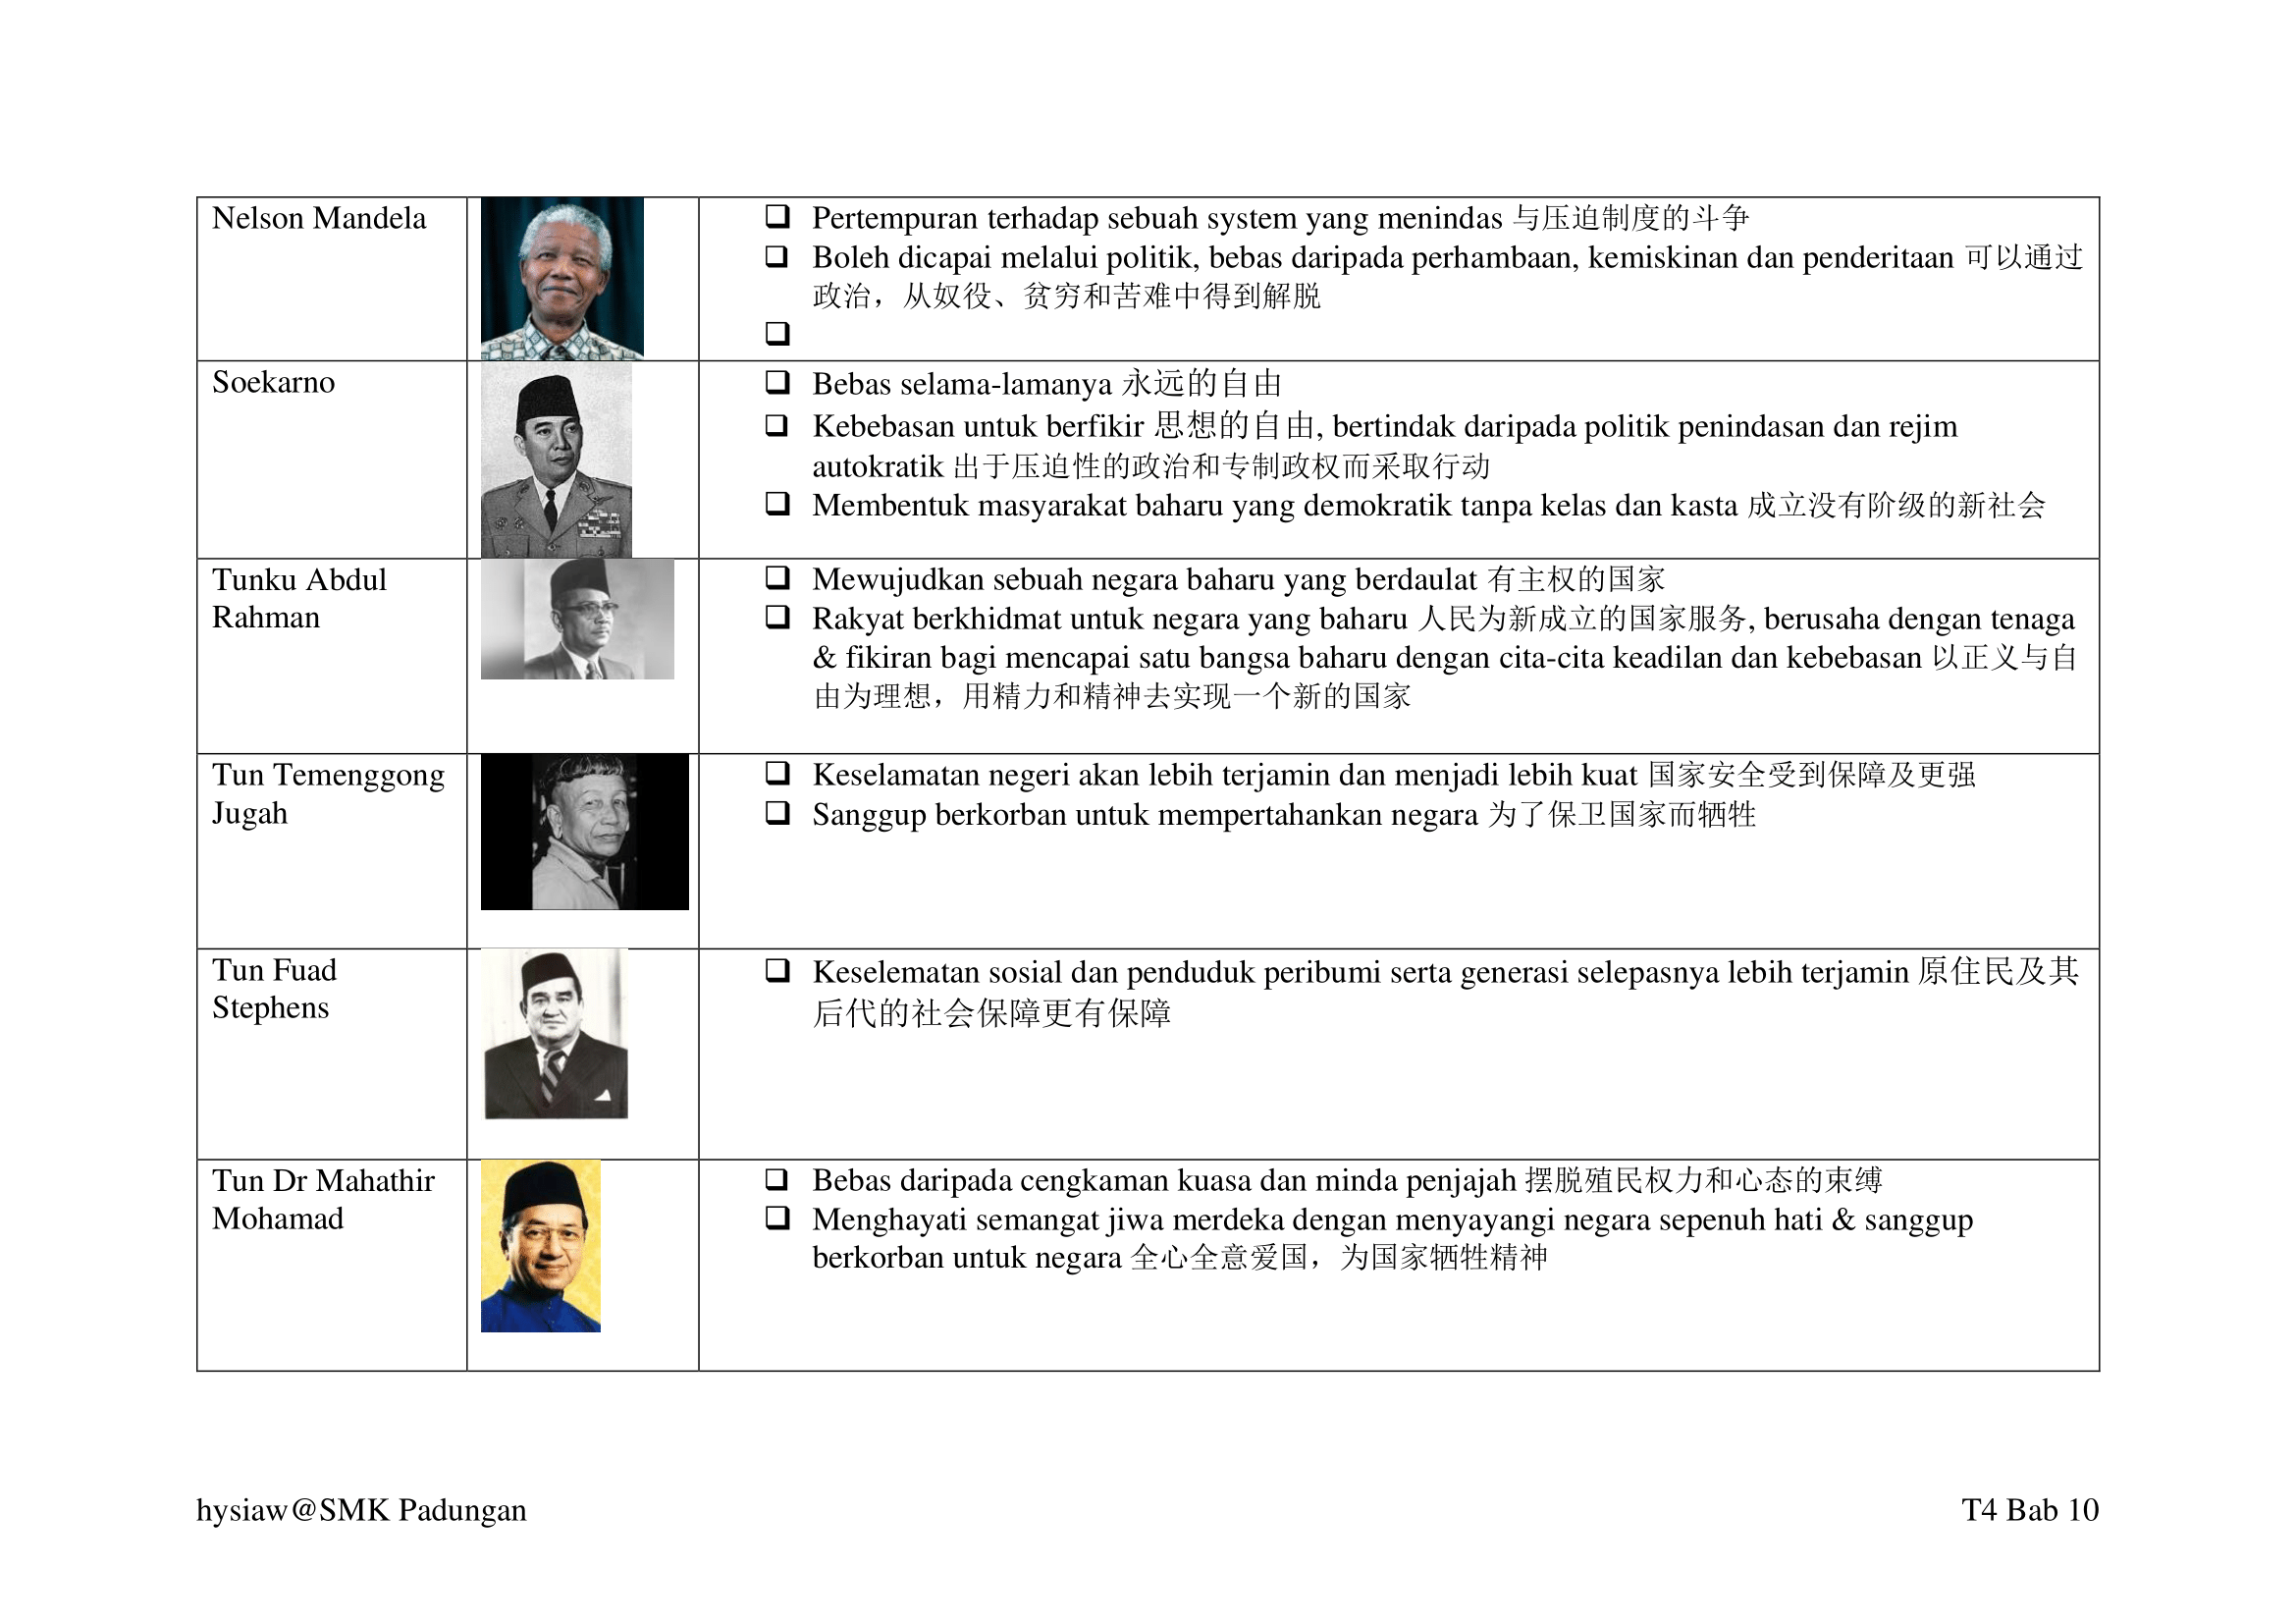 Nelson Mandela
❑ Pertempuran terhadap sebuah system yang menindas 与压迫制度的斗争
❑ Boleh dicapai melalui politik, bebas daripada perhambaan, kemiskinan dan penderitaan 可以通过
政治，从奴役、贫穷和苦难中得到解脱
❑
Soekarno
❑ Bebas selama-lamanya 永远的自由
❑ Kebebasan untuk berfikir 思想的自由, bertindak daripada politik penindasan dan rejim
autokratik 出于压迫性的政治和专制政权而采取行动
❑ Membentuk masyarakat baharu yang demokratik tanpa kelas dan kasta 成立没有阶级的新社会
Tunku Abdul
Rahman
❑ Mewujudkan sebuah negara baharu yang berdaulat 有主权的国家
❑ Rakyat berkhidmat untuk negara yang baharu 人民为新成立的国家服务, berusaha dengan tenaga
& fikiran bagi mencapai satu bangsa baharu dengan cita-cita keadilan dan kebebasan 以正义与自
由为理想，用精力和精神去实现一个新的国家
Tun Temenggong
Jugah
❑ Keselamatan negeri akan lebih terjamin dan menjadi lebih kuat 国家安全受到保障及更强
❑ Sanggup berkorban untuk mempertahankan negara 为了保卫国家而牺牲
Tun Fuad
Stephens
❑ Keselematan sosial dan penduduk peribumi serta generasi selepasnya lebih terjamin 原住民及其
后代的社会保障更有保障
Tun Dr Mahathir
Mohamad
❑ Bebas daripada cengkaman kuasa dan minda penjajah 摆脱殖民权力和心态的束缚
❑ Menghayati semangat jiwa merdeka dengan menyayangi negara sepenuh hati & sanggup
berkorban untuk negara 全心全意爱国，为国家牺牲精神
hysiaw@SMK Padungan
T4 Bab 10